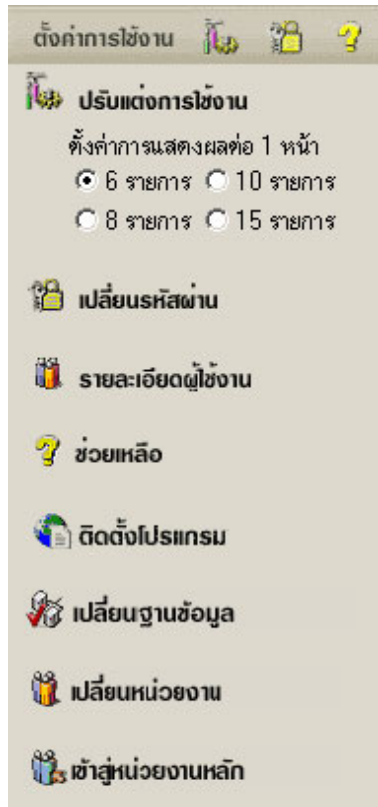 ตั้งค่าการใช้งาน
ปรับแต่งการใช้งาน
ตั้งค่าการแสดงผลต่อ 1 หน้า
6 รายการ 10 รายการ
8 รายการ 15 รายการ
เปลี่ยนรหัสผ่าน
รายละเอียดผู้ใช้งาน
ช่วยเหลือ
ติดตั้งโปรแกรม
เปลี่ยนฐานข้อมูล
เปลี่ยนหน่วยงาน
เข้าสู่หน่วยงานหลัก